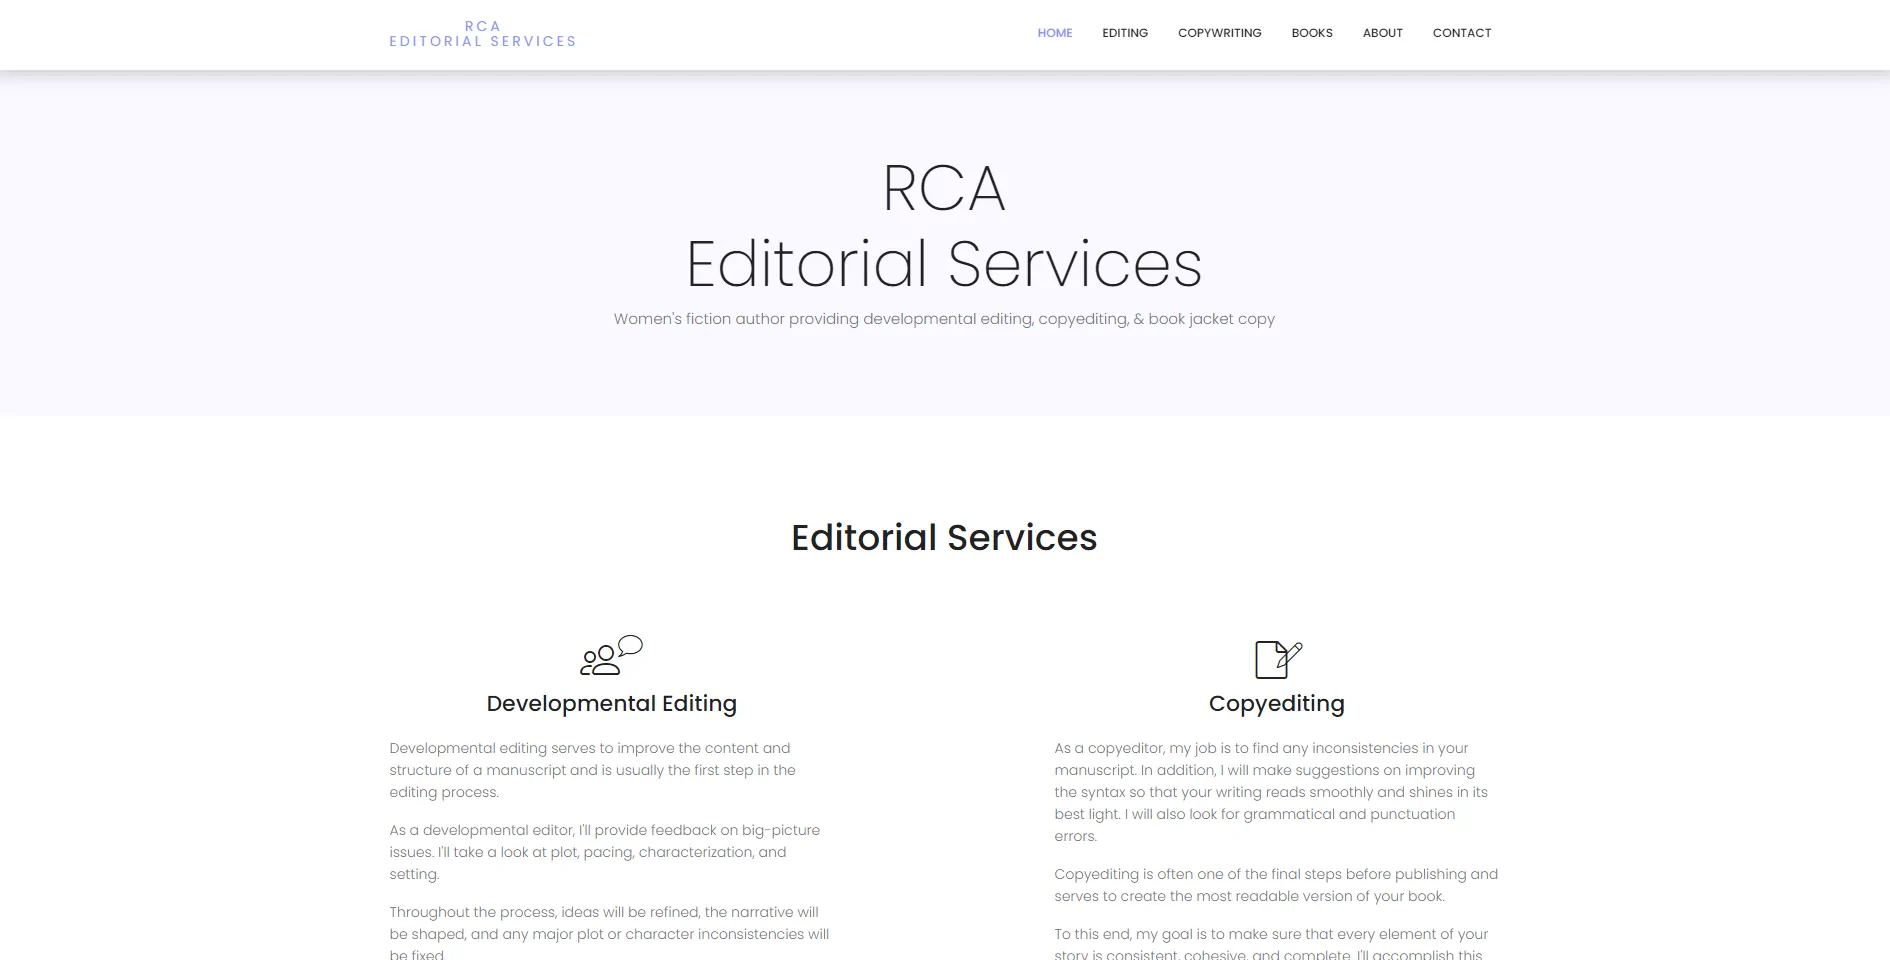 RCA
EDITORIAL SERVICES
HOME
EDITING
COPYWRITING
BOOKS
ABOUT
CONTACT
RCA
Editorial Services
Women's fiction author providing developmental editing, copyediting, & book jacket copy
Editorial Services
Developmental Editing
Developmental editing serves to improve the content and
structure of a manuscript and is usually the first step in the
editing process.
As a developmental editor, I'll provide feedback on big-picture
issues. I'll take a look at plot, pacing, characterization, and
setting.
Throughout the process, ideas will be refined, the narrative will
be shaped, and any major plot or character inconsistencies will
be fixed.
Copyediting
As a copyeditor, my job is to find any inconsistencies in your
manuscript. In addition, I will make suggestions on improving
the syntax so that your writing reads smoothly and shines in its
best light. I will also look for grammatical and punctuation
errors.
Copyediting is often one of the final steps before publishing and
serves to create the most readable version of your book.
To this end, my goal is to make sure that every element of your
story is consistent, cohesive, and complete. I'll accomplish this